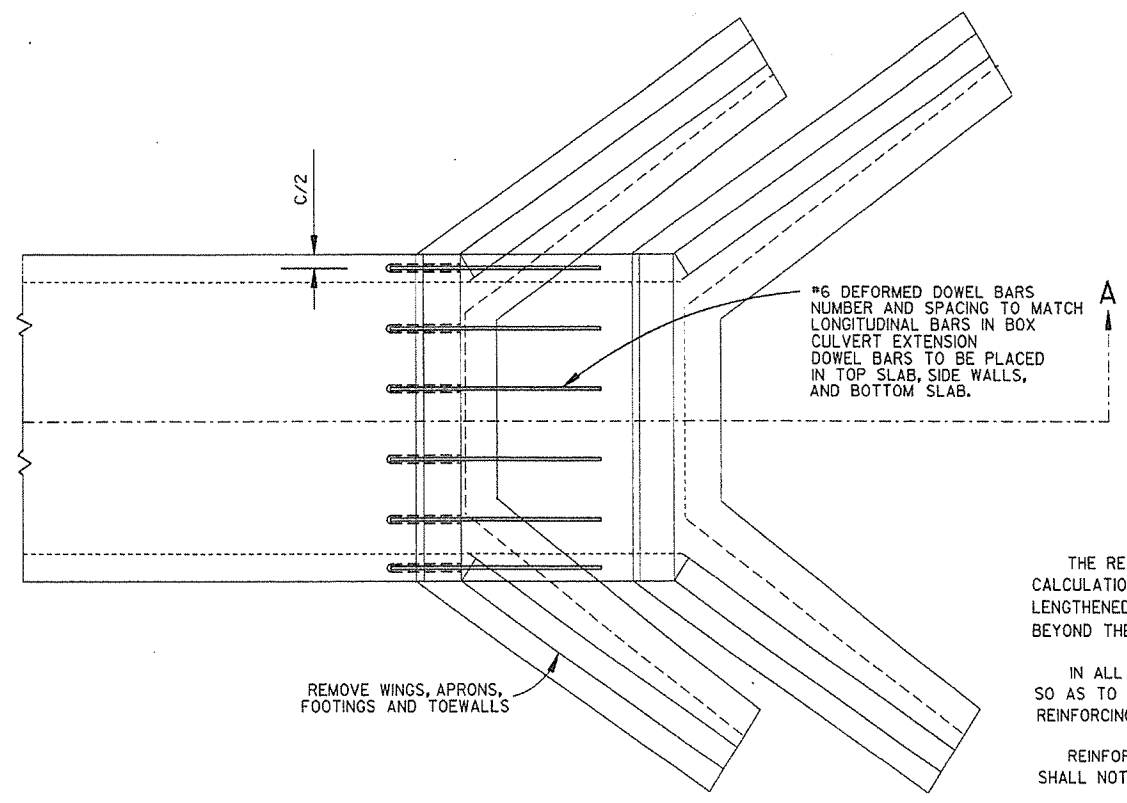 C/2
#6 DEFORMED DOWEL BARS
NUMBER AND SPACING TO MATCH
LONGITUDINAL BARS IN BOX
CULVERT EXTENSION
DOWEL BARS TO BE PLACED
IN TOP SLAB, SIDE WALLS,
AND BOTTOM SLAB.
A
REMOVE WINGS, APRONS,
FOOTINGS AND TOEWALLS
THE RE
CALCULATIO
LENGTHENED
BEYOND THE
IN ALL
SO AS TO
REINFORCING
REINFOR
SHALL NOT